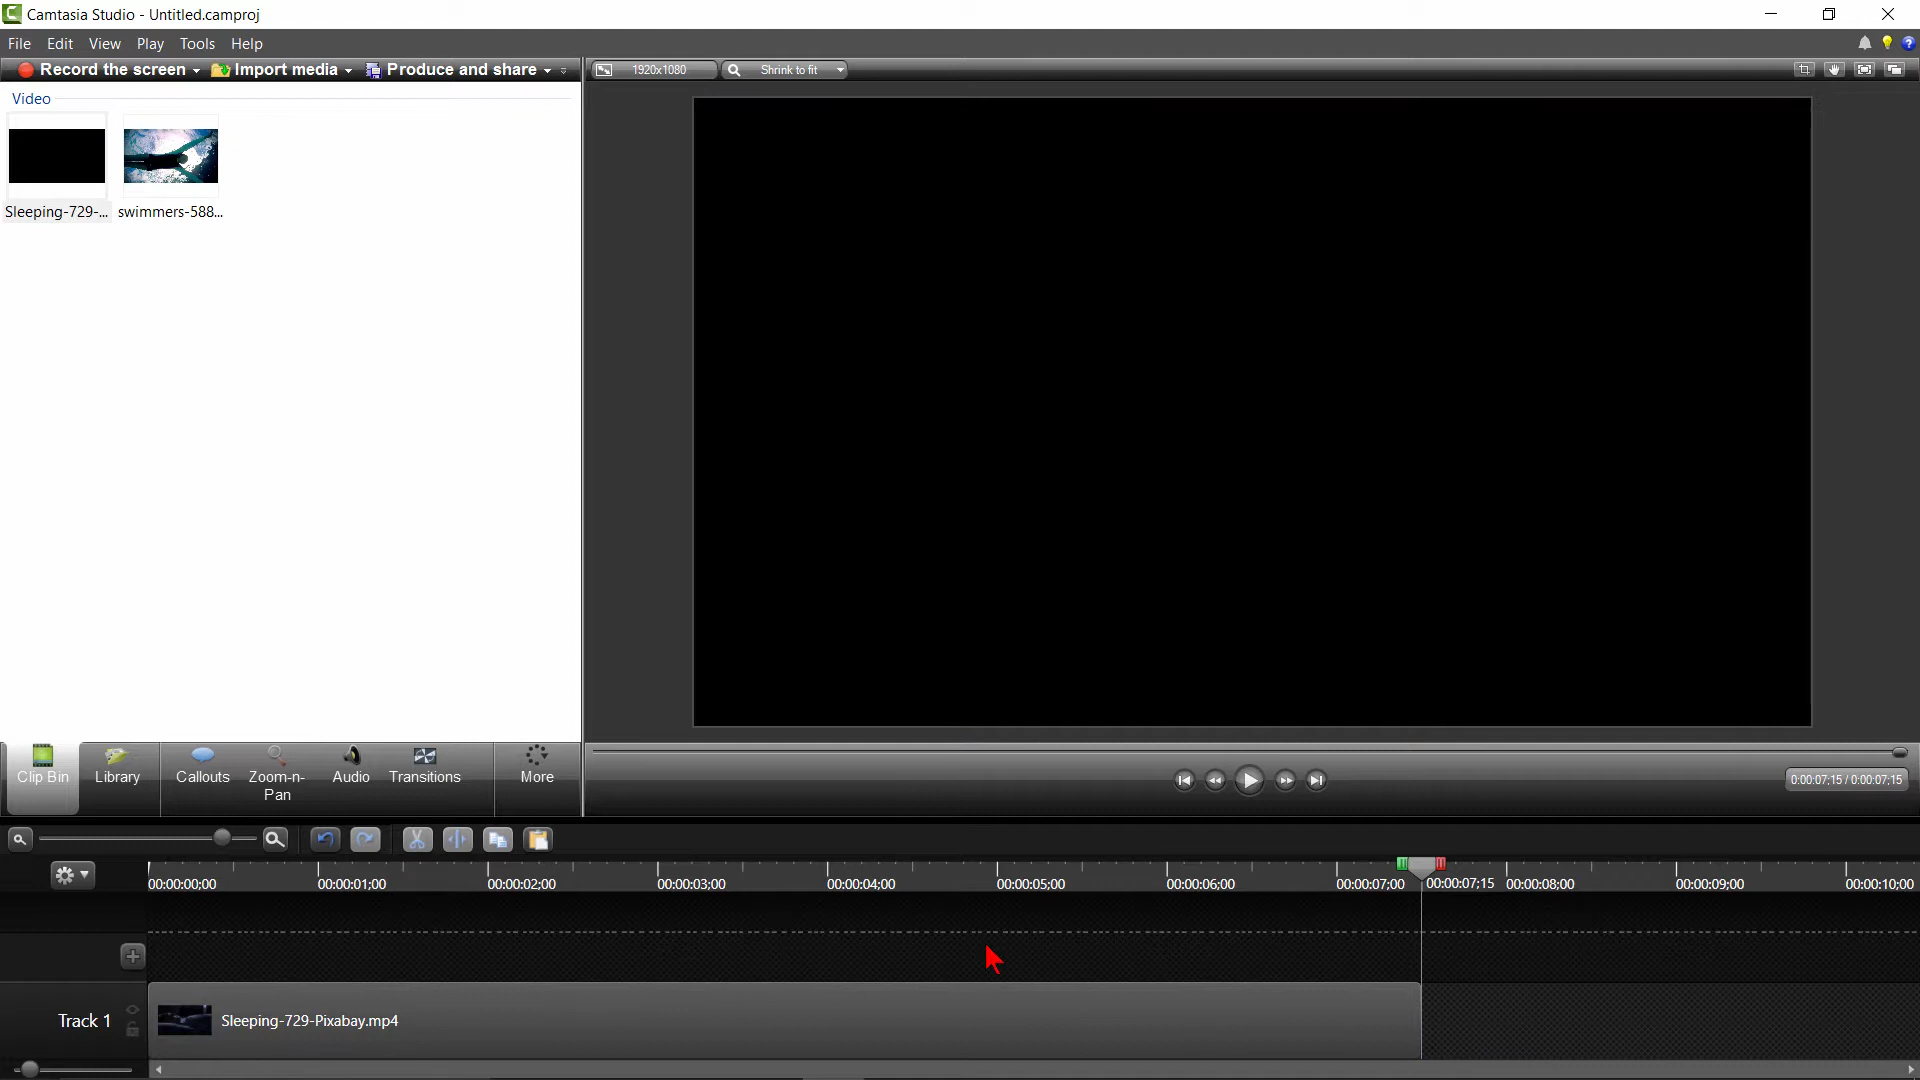 Camtasia Studio - Untitled.camproj
File Edit View Play Tools Help
Record the screen Import media Produce and share 1920x1080 Shrink to fit
Video
Sleeping-729-... swimmers-588...
Clip Bin Library Callouts Zoom-n-Pan Audio Transitions More
0:00:07;15 / 0:00:07;15
00:00:00;00 00:00:01;00 00:00:02;00 00:00:03;00 00:00:04;00 00:00:05;00 00:00:06;00 00:00:07;00 00:00:07;15 00:00:08;00 00:00:09;00 00:00:10;00
Track 1 Sleeping-729-Pixabay.mp4